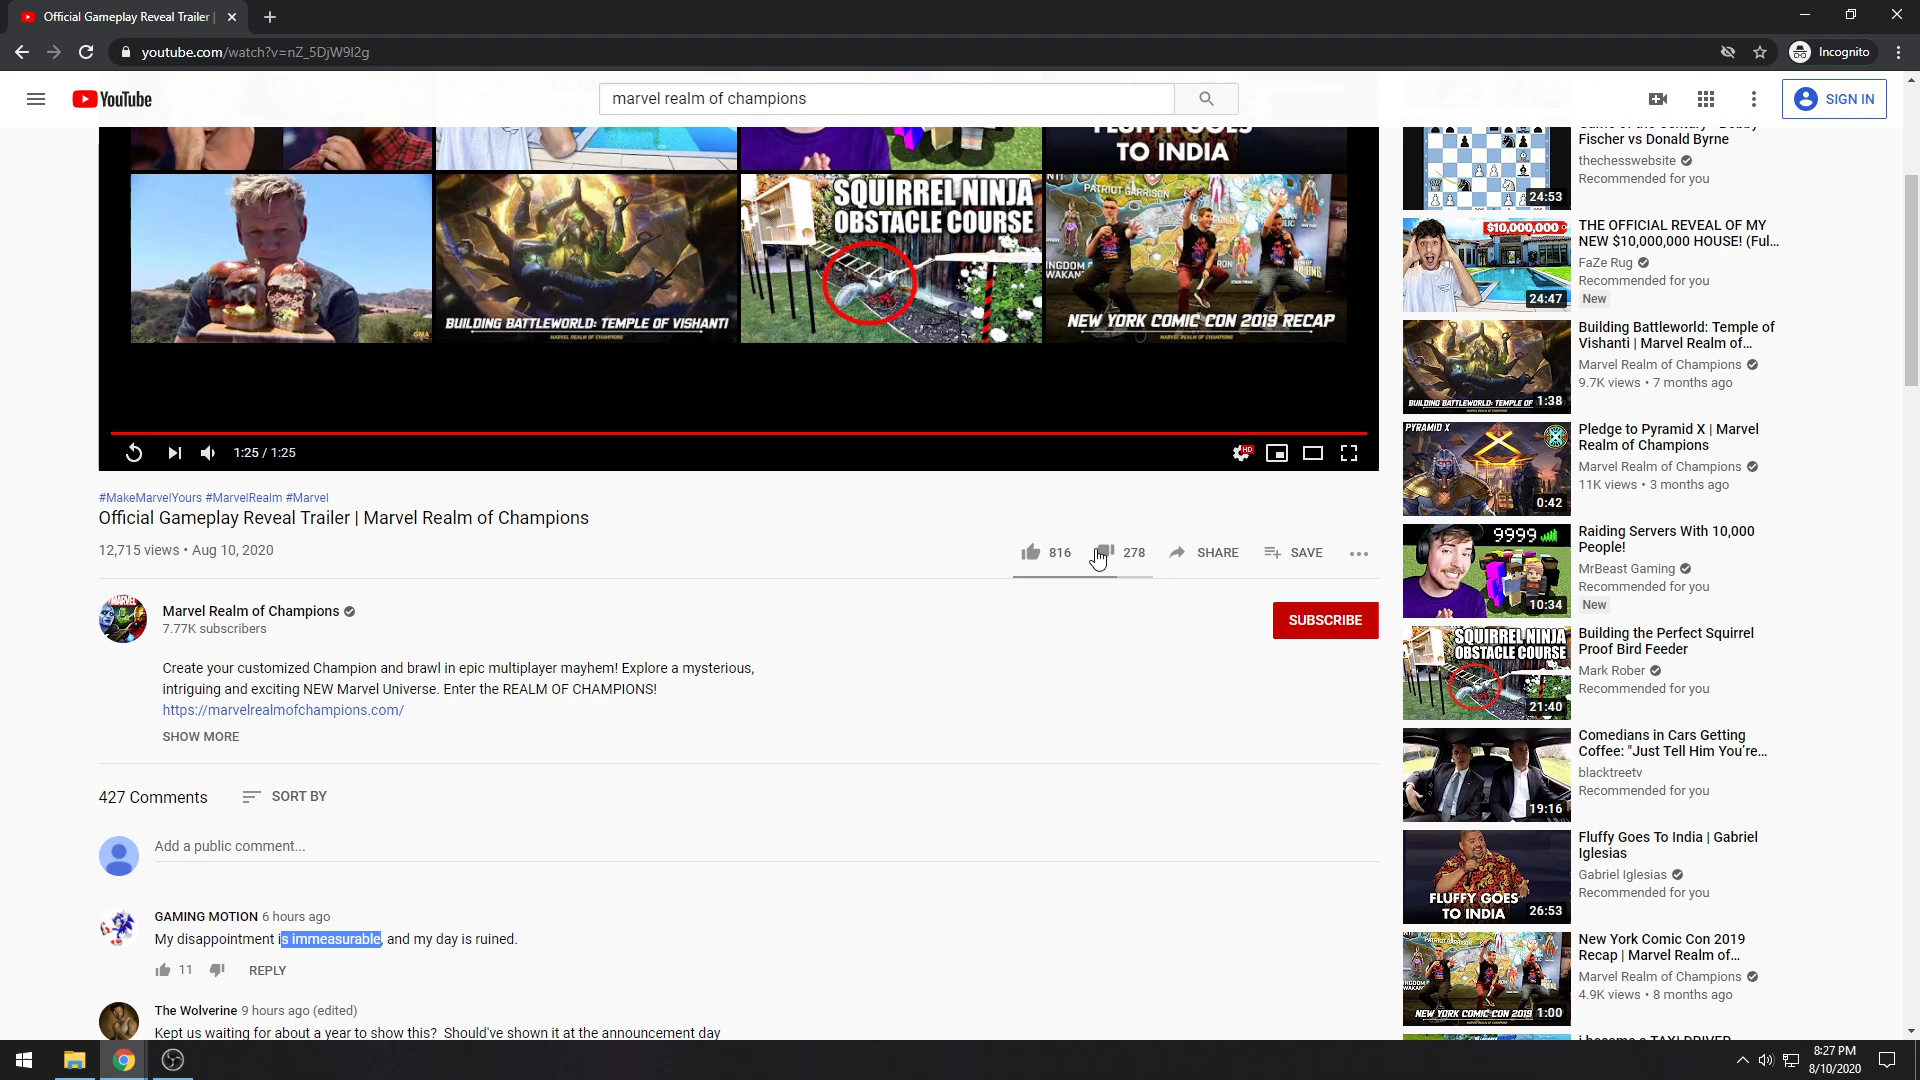 Official Gameplay Reveal Trailer |
youtube.com/watch?v=nZ_5DjW9l2g
Incognito
YouTube
marvel realm of champions
SIGN IN
TO INDIA
SQUIRREL NINJA
OBSTACLE COURSE
PATRIOT GARRISON
GMA
BUILDING BATTLEWORLD: TEMPLE OF VISHANTI
MARVEL REALM OF CHAMPIONS
NEW YORK COMIC CON 2019 RECAP
MARVEL REALM OF CHAMPIONS
1:25 / 1:25
HD
#MakeMarvelYours #MarvelRealm #Marvel
Official Gameplay Reveal Trailer | Marvel Realm of Champions
12,715 views • Aug 10, 2020
816
278
SHARE
SAVE
MARVEL
Marvel Realm of Champions
7.77K subscribers
SUBSCRIBE
Create your customized Champion and brawl in epic multiplayer mayhem! Explore a mysterious,
intriguing and exciting NEW Marvel Universe. Enter the REALM OF CHAMPIONS!
https://marvelrealmofchampions.com/
SHOW MORE
427 Comments
SORT BY
Add a public comment...
GAMING MOTION 6 hours ago
My disappointment is immeasurable, and my day is ruined.
11
REPLY
The Wolverine 9 hours ago (edited)
Kept us waiting for about a year to show this? Should've shown it at the announcement day
Fischer vs Donald Byrne
thechesswebsite
Recommended for you
24:53
$10,000,000
24:47
THE OFFICIAL REVEAL OF MY
NEW $10,000,000 HOUSE! (Ful...
FaZe Rug
Recommended for you
New
BUILDING BATTLEWORLD: TEMPLE OF
1:38
Building Battleworld: Temple of
Vishanti | Marvel Realm of...
Marvel Realm of Champions
9.7K views • 7 months ago
PYRAMID X
0:42
Pledge to Pyramid X | Marvel
Realm of Champions
Marvel Realm of Champions
11K views • 3 months ago
9999
10:34
Raiding Servers With 10,000
People!
MrBeast Gaming
Recommended for you
New
SQUIRREL NINJA
OBSTACLE COURSE
21:40
Building the Perfect Squirrel
Proof Bird Feeder
Mark Rober
Recommended for you
19:16
Comedians in Cars Getting
Coffee: "Just Tell Him You're...
blacktreetv
Recommended for you
FLUFFY GOES
TO INDIA
26:53
Fluffy Goes To India | Gabriel
Iglesias
Gabriel Iglesias
Recommended for you
NEW YORK COMIC CON 2019
1:00
New York Comic Con 2019
Recap | Marvel Realm of...
Marvel Realm of Champions
4.9K views • 8 months ago
8:27 PM
8/10/2020